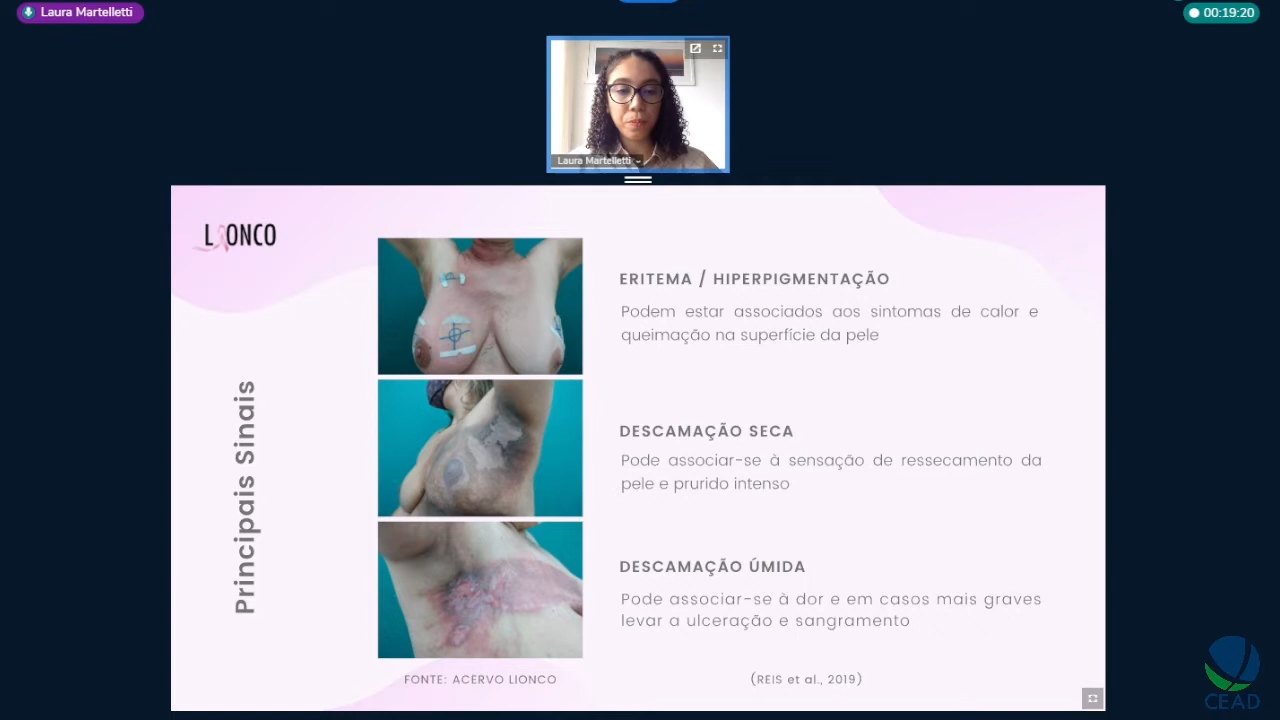 Laura Martelletti
00:19:20
Laura Martelletti
LIONCO
Principais Sinais
ERITEMA / HIPERPIGMENTAÇÃO
Podem estar associados aos sintomas de calor e
queimação na superfície da pele
DESCAMAÇÃO SECA
Pode associar-se à sensação de ressecamento da
pele e prurido intenso
DESCAMAÇÃO ÚMIDA
Pode associar-se à dor e em casos mais graves
levar a ulceração e sangramento
FONTE: ACERVO LIONCO
(REIS et al., 2019)
CEAD